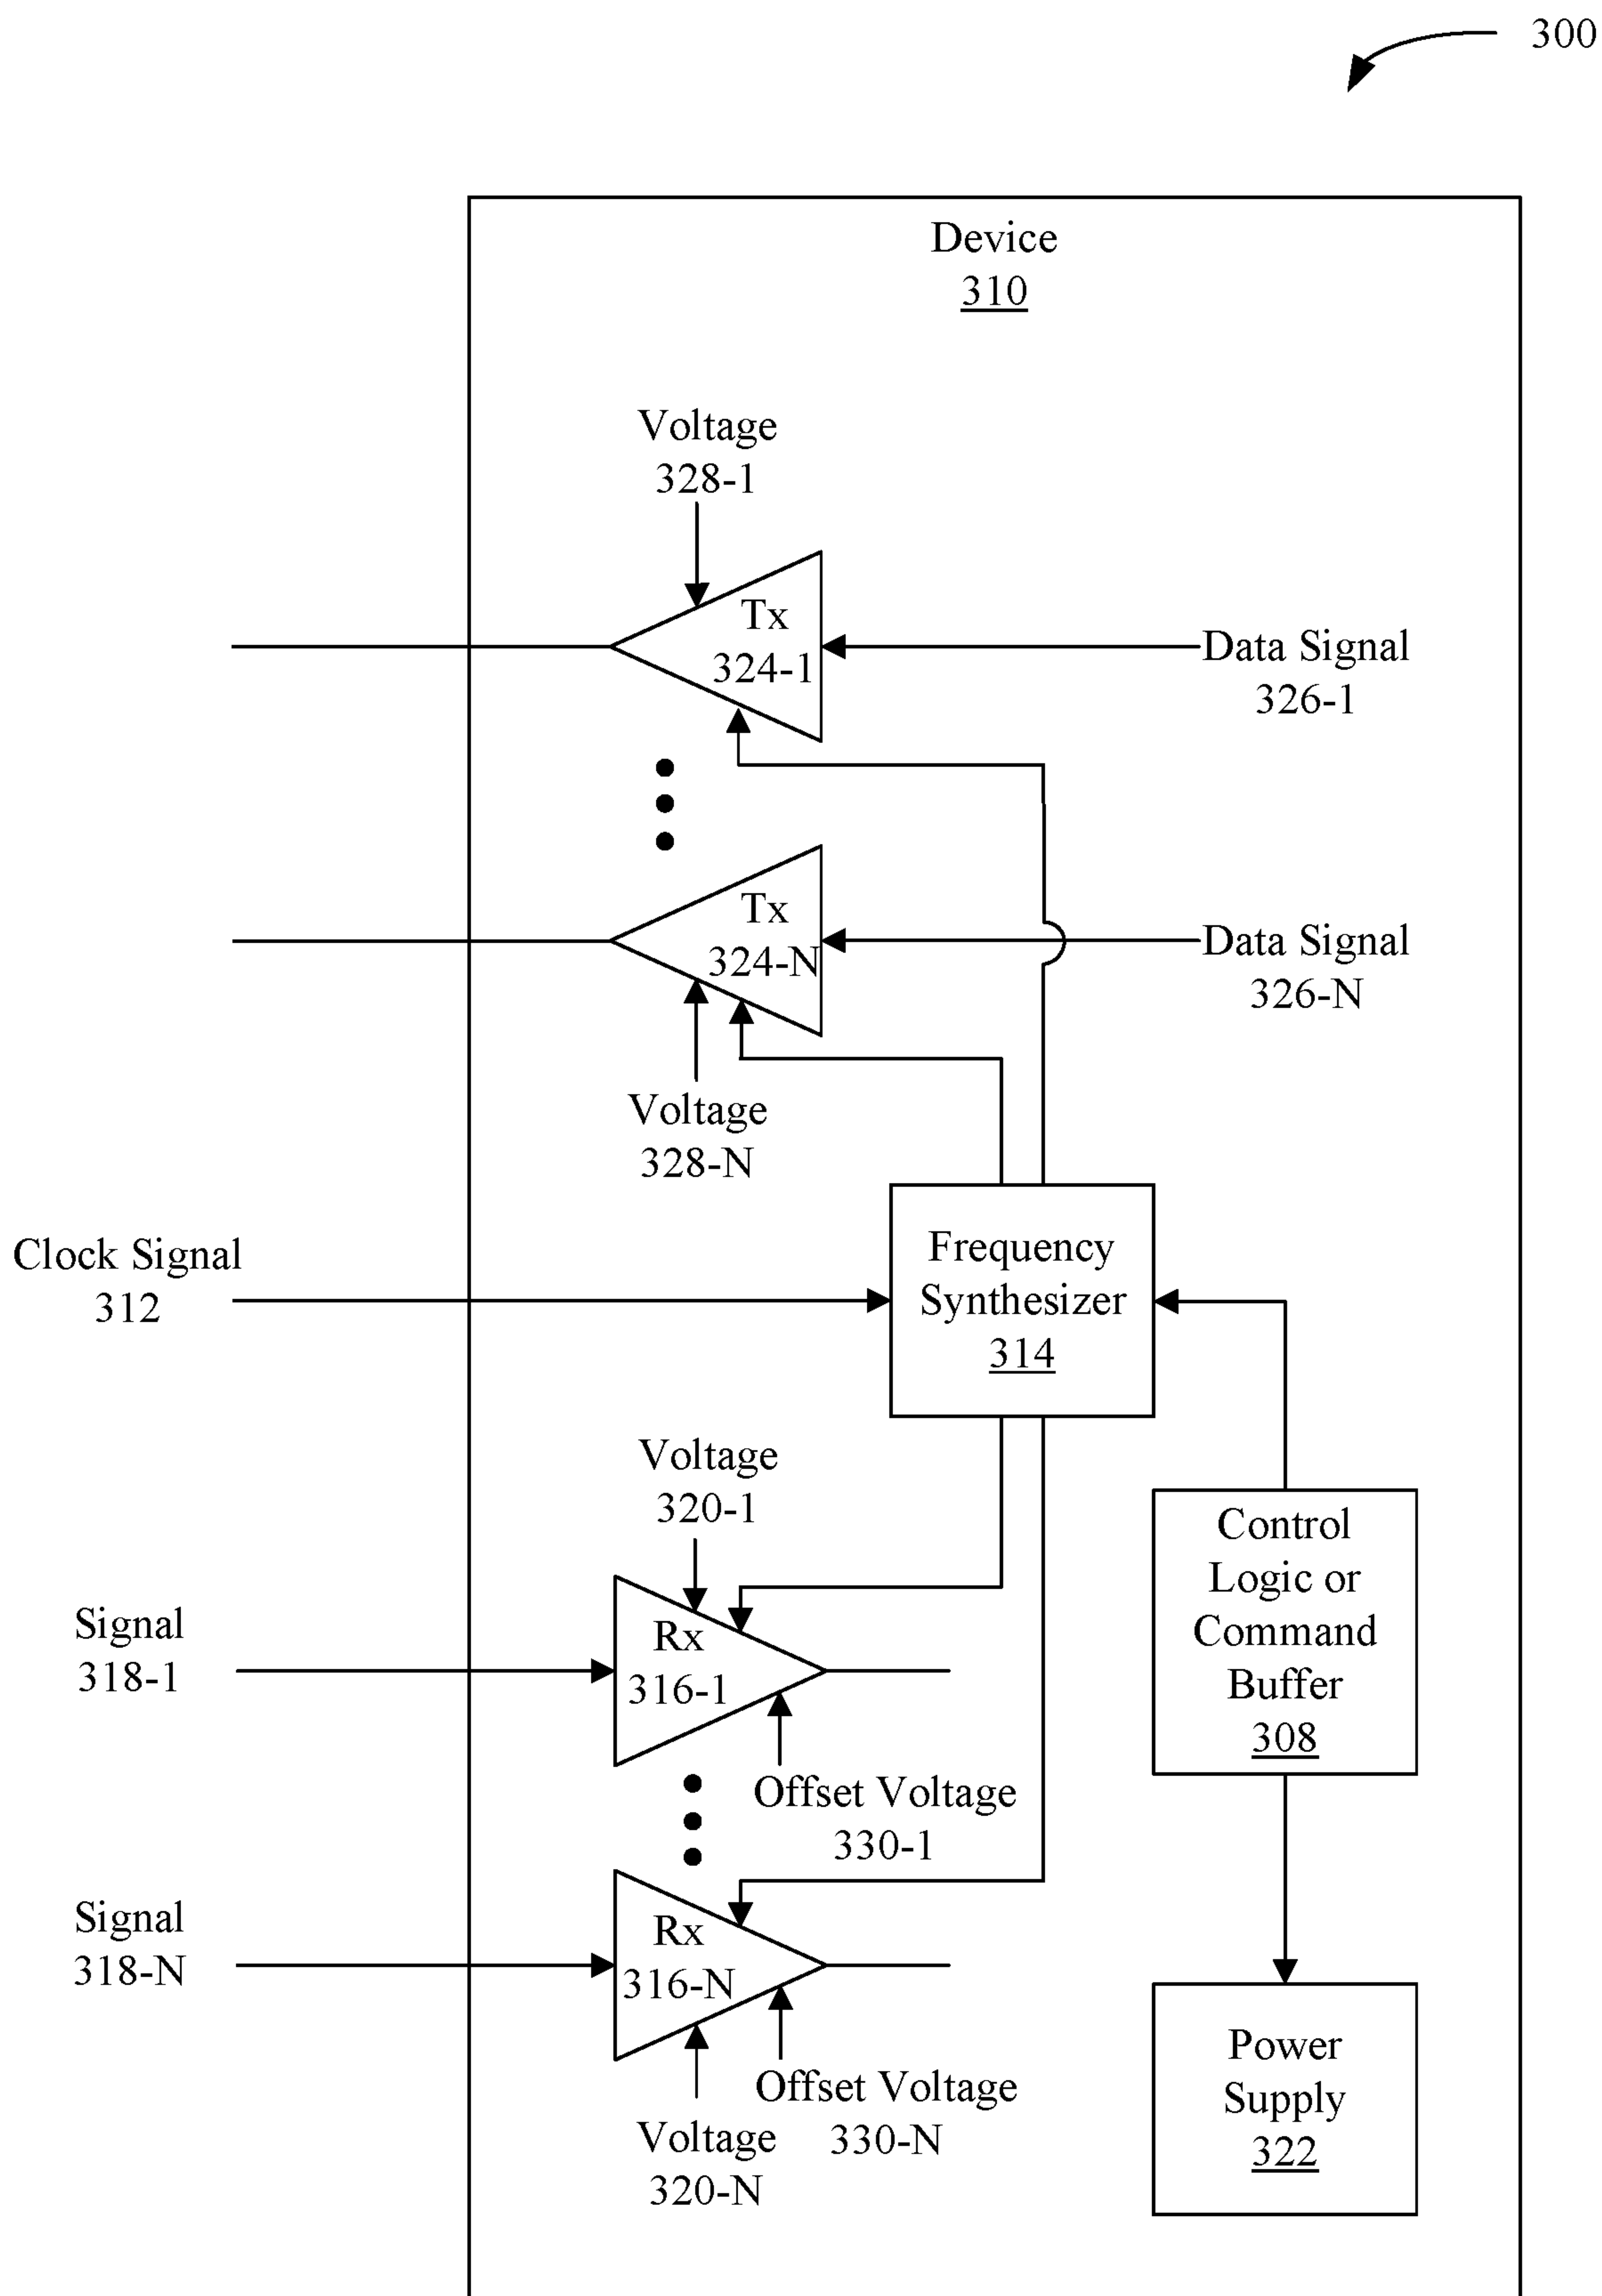 300
Device
310
Voltage
328-1
Tx
324-1
Data Signal
326-1
Tx
324-N
Data Signal
326-N
Voltage
328-N
Clock Signal
312
Frequency
Synthesizer
314
Voltage
320-1
Control
Logic or
Command
Buffer
308
Signal
318-1
Rx
316-1
Offset Voltage
330-1
Signal
318-N
Rx
316-N
Offset Voltage
330-N
Voltage
320-N
Power
Supply
322